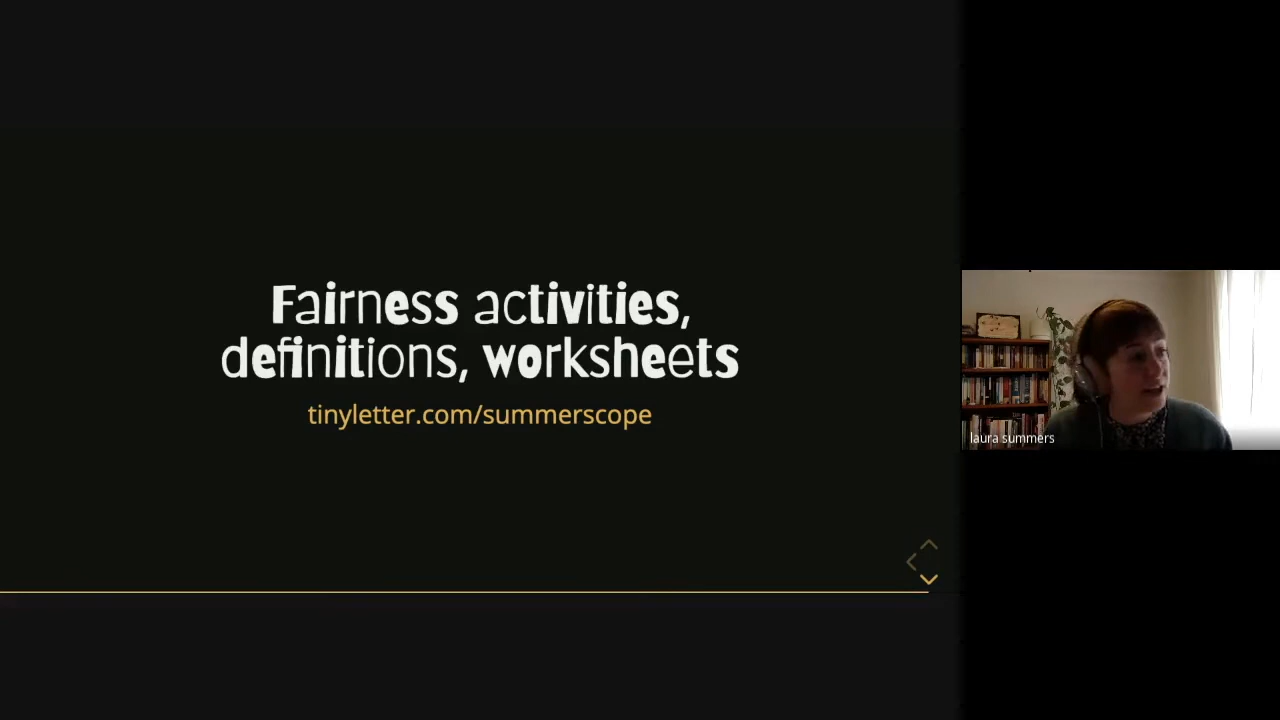 Fairness activities,
definitions, worksheets
tinyletter.com/summerscope
laura summers